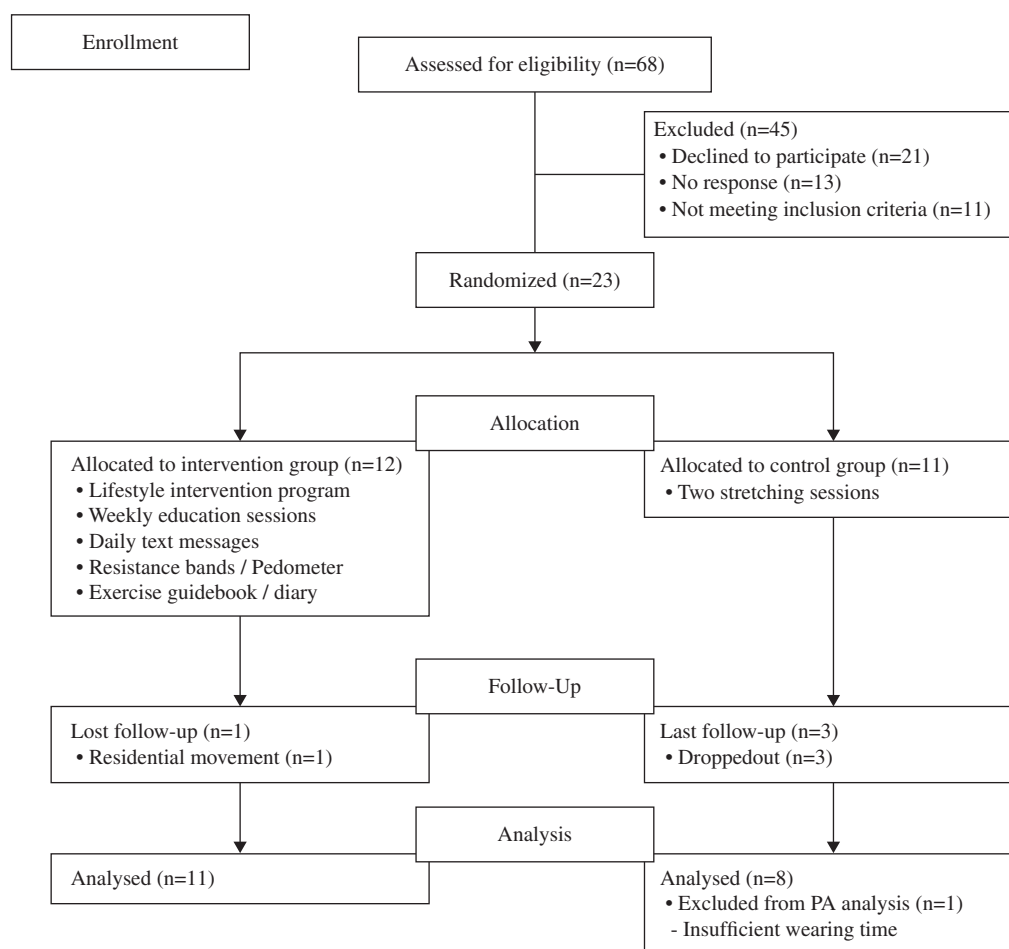 Enrollment
Assessed for eligibility (n=68)
Excluded (n=45)
• Declined to participate (n=21)
• No response (n=13)
• Not meeting inclusion criteria (n=11)
Randomized (n=23)
Allocation
Allocated to intervention group (n=12)
• Lifestyle intervention program
• Weekly education sessions
• Daily text messages
• Resistance bands / Pedometer
• Exercise guidebook / diary
Allocated to control group (n=11)
• Two stretching sessions
Follow-Up
Lost follow-up (n=1)
• Residential movement (n=1)
Last follow-up (n=3)
• Droppedout (n=3)
Analysis
Analysed (n=11)
Analysed (n=8)
• Excluded from PA analysis (n=1)
- Insufficient wearing time